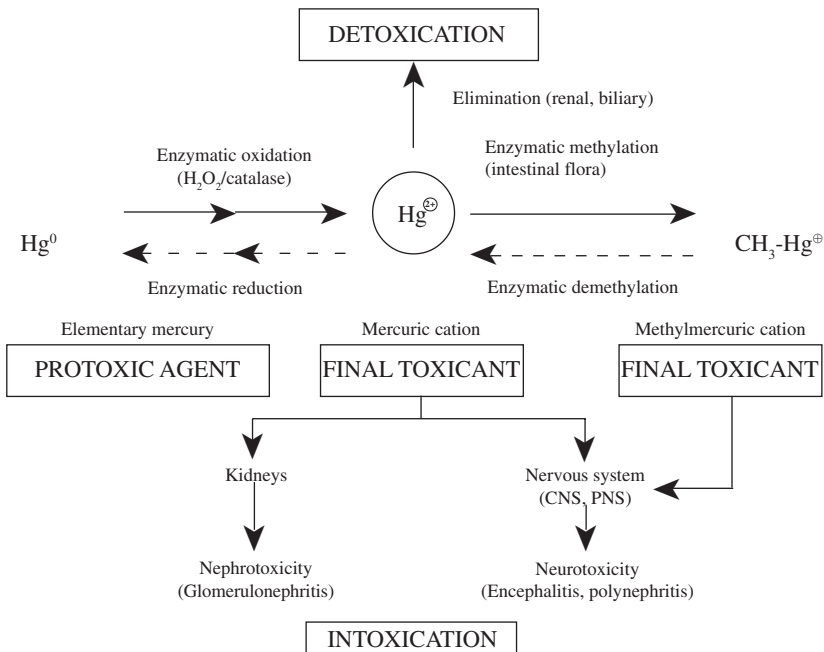 DETOXICATION
Elimination (renal, biliary)
Enzymatic oxidation
(H₂O₂/catalase)
Enzymatic methylation
(intestinal flora)
Hg⁰
Hg²⁺
CH₃-Hg⊕
Enzymatic reduction
Enzymatic demethylation
Elementary mercury
Mercuric cation
Methylmercuric cation
PROTOXIC AGENT
FINAL TOXICANT
FINAL TOXICANT
Kidneys
Nervous system
(CNS, PNS)
Nephrotoxicity
(Glomerulonephritis)
Neurotoxicity
(Encephalitis, polynephritis)
INTOXICATION